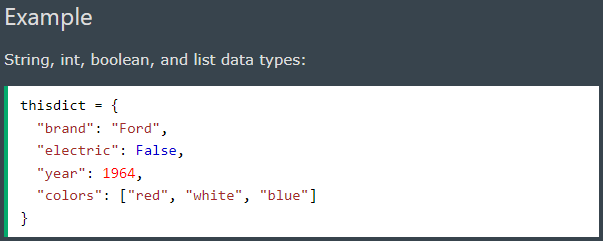 Example
String, int, boolean, and list data types:
thisdict = {
  "brand": "Ford",
  "electric": False,
  "year": 1964,
  "colors": ["red", "white", "blue"]
}